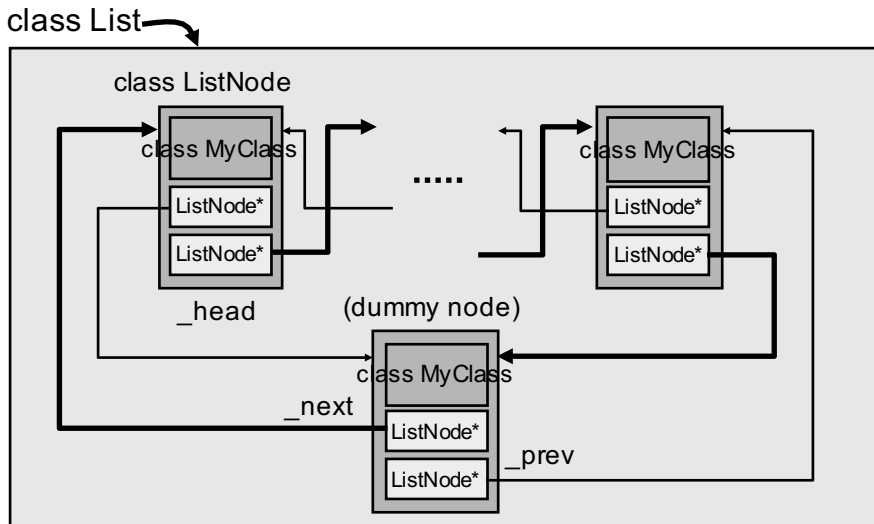 class List
class ListNode
class MyClass
ListNode*
ListNode*
_head
.....
class MyClass
ListNode*
ListNode*
(dummy node)
class MyClass
_next
ListNode*
ListNode*
_prev